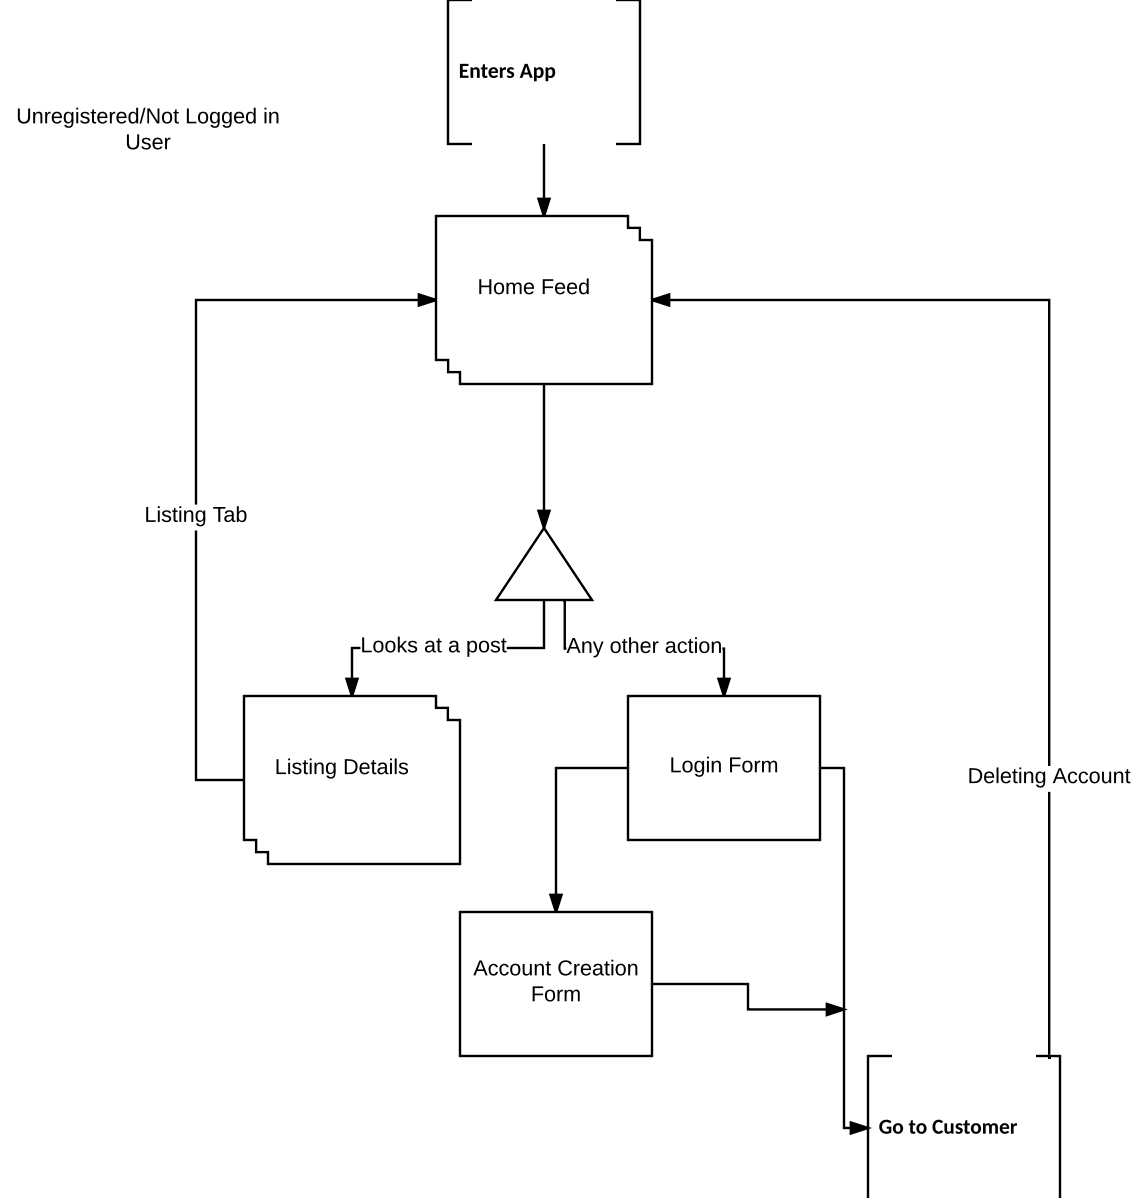 Enters App
Unregistered/Not Logged in
User
Home Feed
Listing Tab
Looks at a post
Any other action
Listing Details
Login Form
Deleting Account
Account Creation
Form
Go to Customer